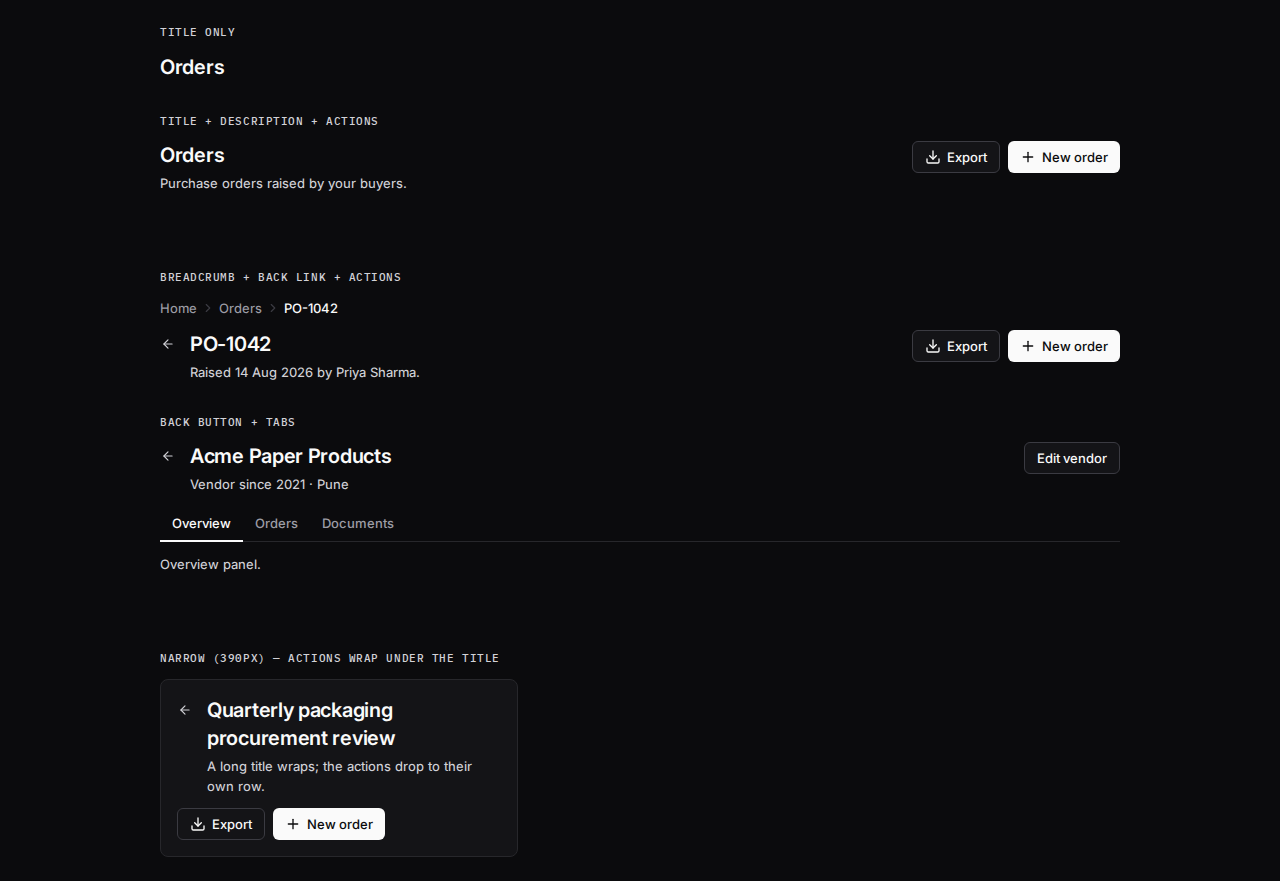 TITLE ONLY
Orders
TITLE + DESCRIPTION + ACTIONS
Orders
Export
New order
Purchase orders raised by your buyers.
BREADCRUMB + BACK LINK + ACTIONS
Home Orders PO-1042
PO-1042
Export
New order
Raised 14 Aug 2026 by Priya Sharma.
BACK BUTTON + TABS
Acme Paper Products
Edit vendor
Vendor since 2021 · Pune
Overview Orders Documents
Overview panel.
NARROW (390PX) — ACTIONS WRAP UNDER THE TITLE
Quarterly packaging
procurement review
A long title wraps; the actions drop to their
own row.
Export
New order